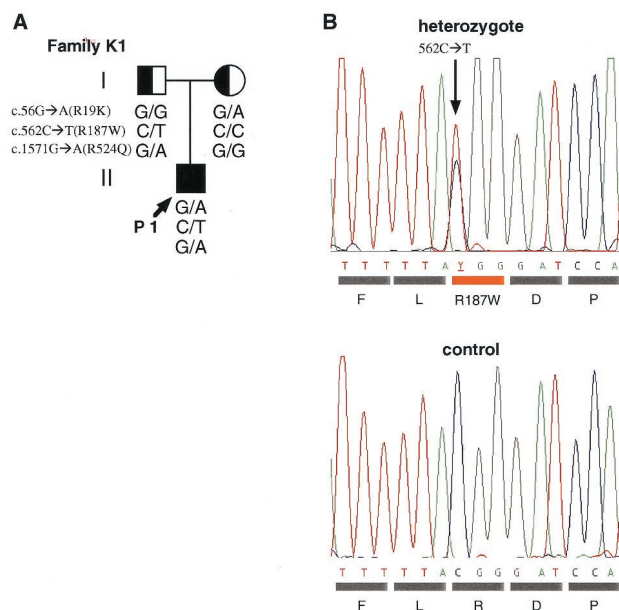 A
Family K1
I
c.56G→A(R19K) G/G G/A
c.562C→T(R187W) C/T C/C
c.1571G→A(R524Q) G/A G/G
II
P 1 G/A
C/T
G/A
B
heterozygote
562C→T
T T T T T A Y G G G A T C C A
F L R187W D P
control
T T T T T A C G G G A T C C A
F L R D P